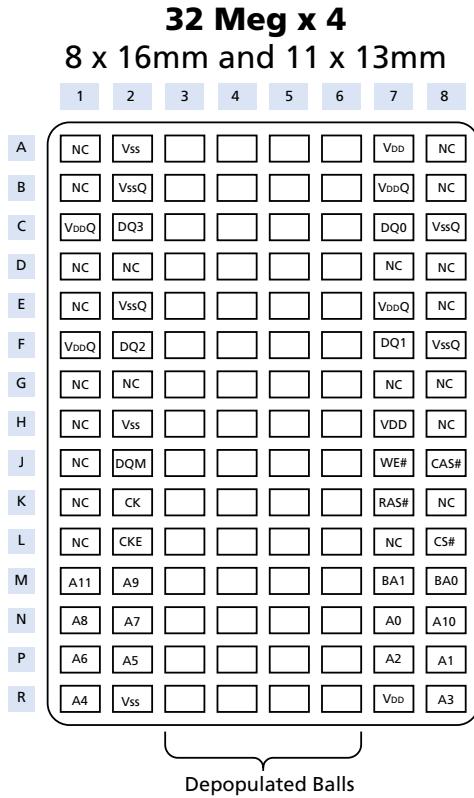 32 Meg x 4
8 x 16mm and 11 x 13mm
1 2 3 4 5 6 7 8
A NC Vss VDD NC
B NC VssQ VDDQ NC
C VDDQ DQ3 DQ0 VssQ
D NC NC NC NC
E NC VssQ VDDQ NC
F VDDQ DQ2 DQ1 VssQ
G NC NC NC NC
H NC Vss VDD NC
J NC DQM WE# CAS#
K NC CK RAS# NC
L NC CKE NC CS#
M A11 A9 BA1 BA0
N A8 A7 A0 A10
P A6 A5 A2 A1
R A4 Vss VDD A3
Depopulated Balls